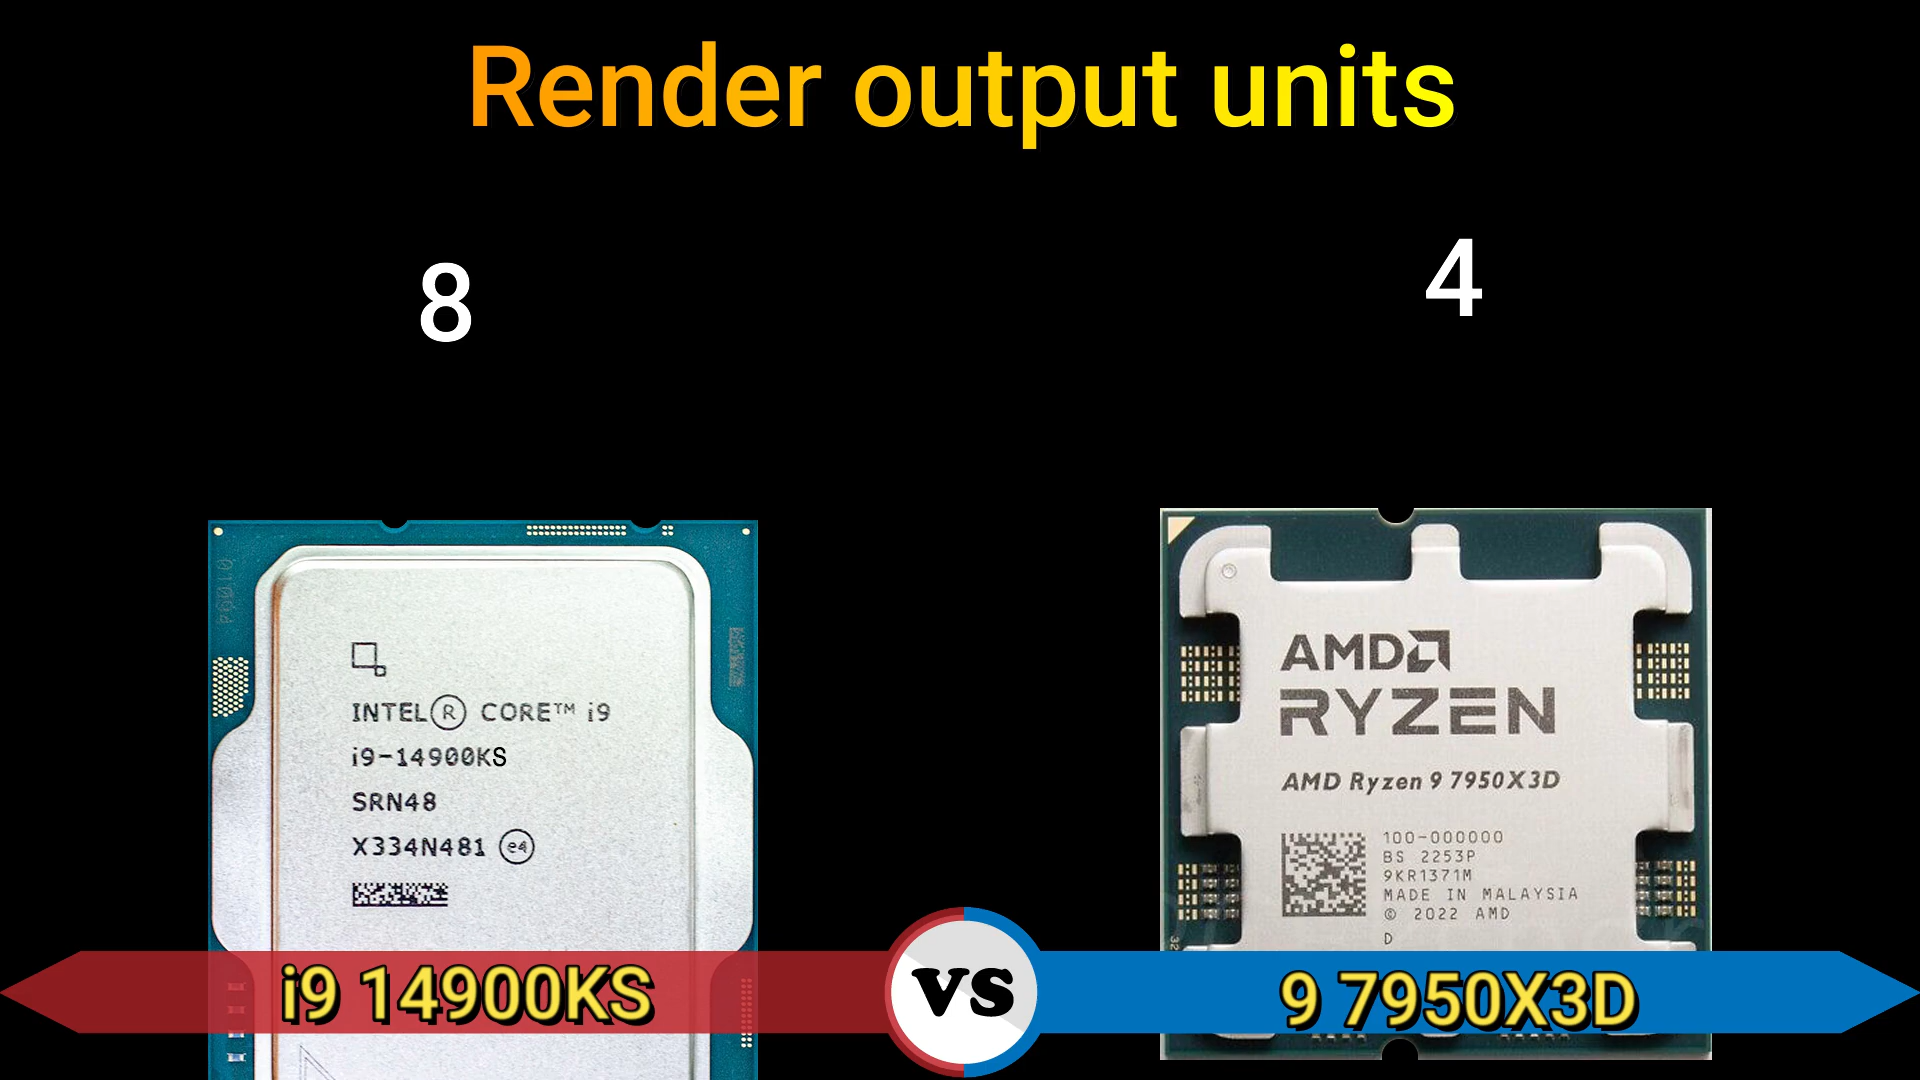 Render output units
8
4
INTEL® CORE™ i9
i9-14900KS
SRN48
X334N481 e4
AMD
RYZEN
AMD Ryzen 9 7950X3D
100-000000
BS 2253P
9KR1371M
MADE IN MALAYSIA
© 2022 AMD
D
i9 14900KS
VS
9 7950X3D